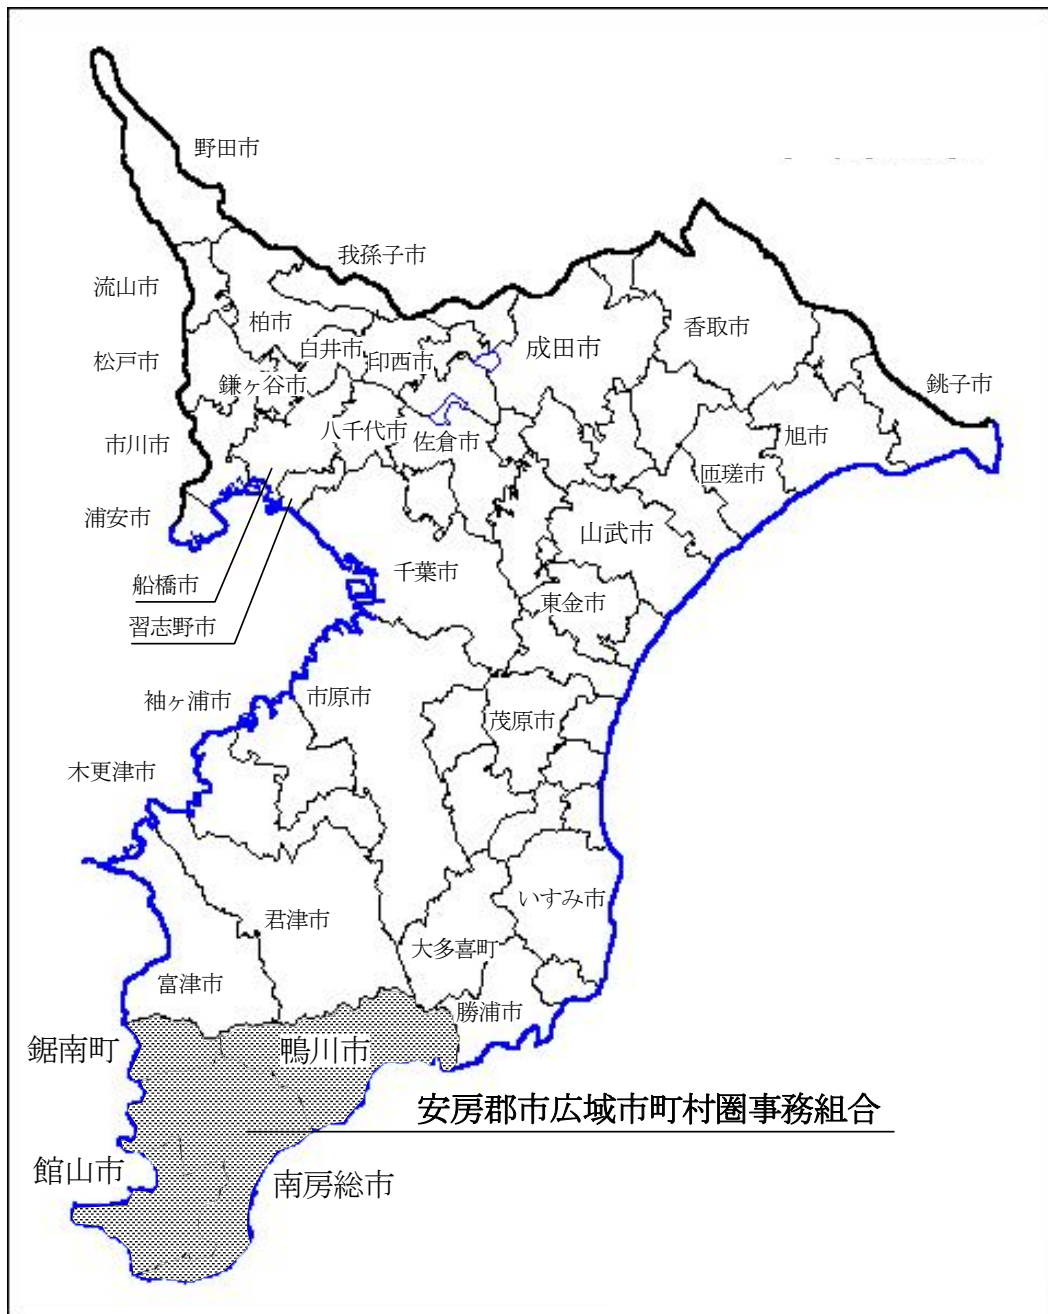 野田市
我孫子市
流山市
柏市
香取市
白井市
成田市
松戸市
印西市
鎌ヶ谷市
銚子市
八千代市
旭市
市川市
佐倉市
匝瑳市
浦安市
山武市
千葉市
船橋市
東金市
習志野市
袖ヶ浦市
市原市
茂原市
木更津市
いすみ市
君津市
大多喜町
富津市
勝浦市
鋸南町
鴨川市
安房郡市広域市町村圏事務組合
館山市
南房総市